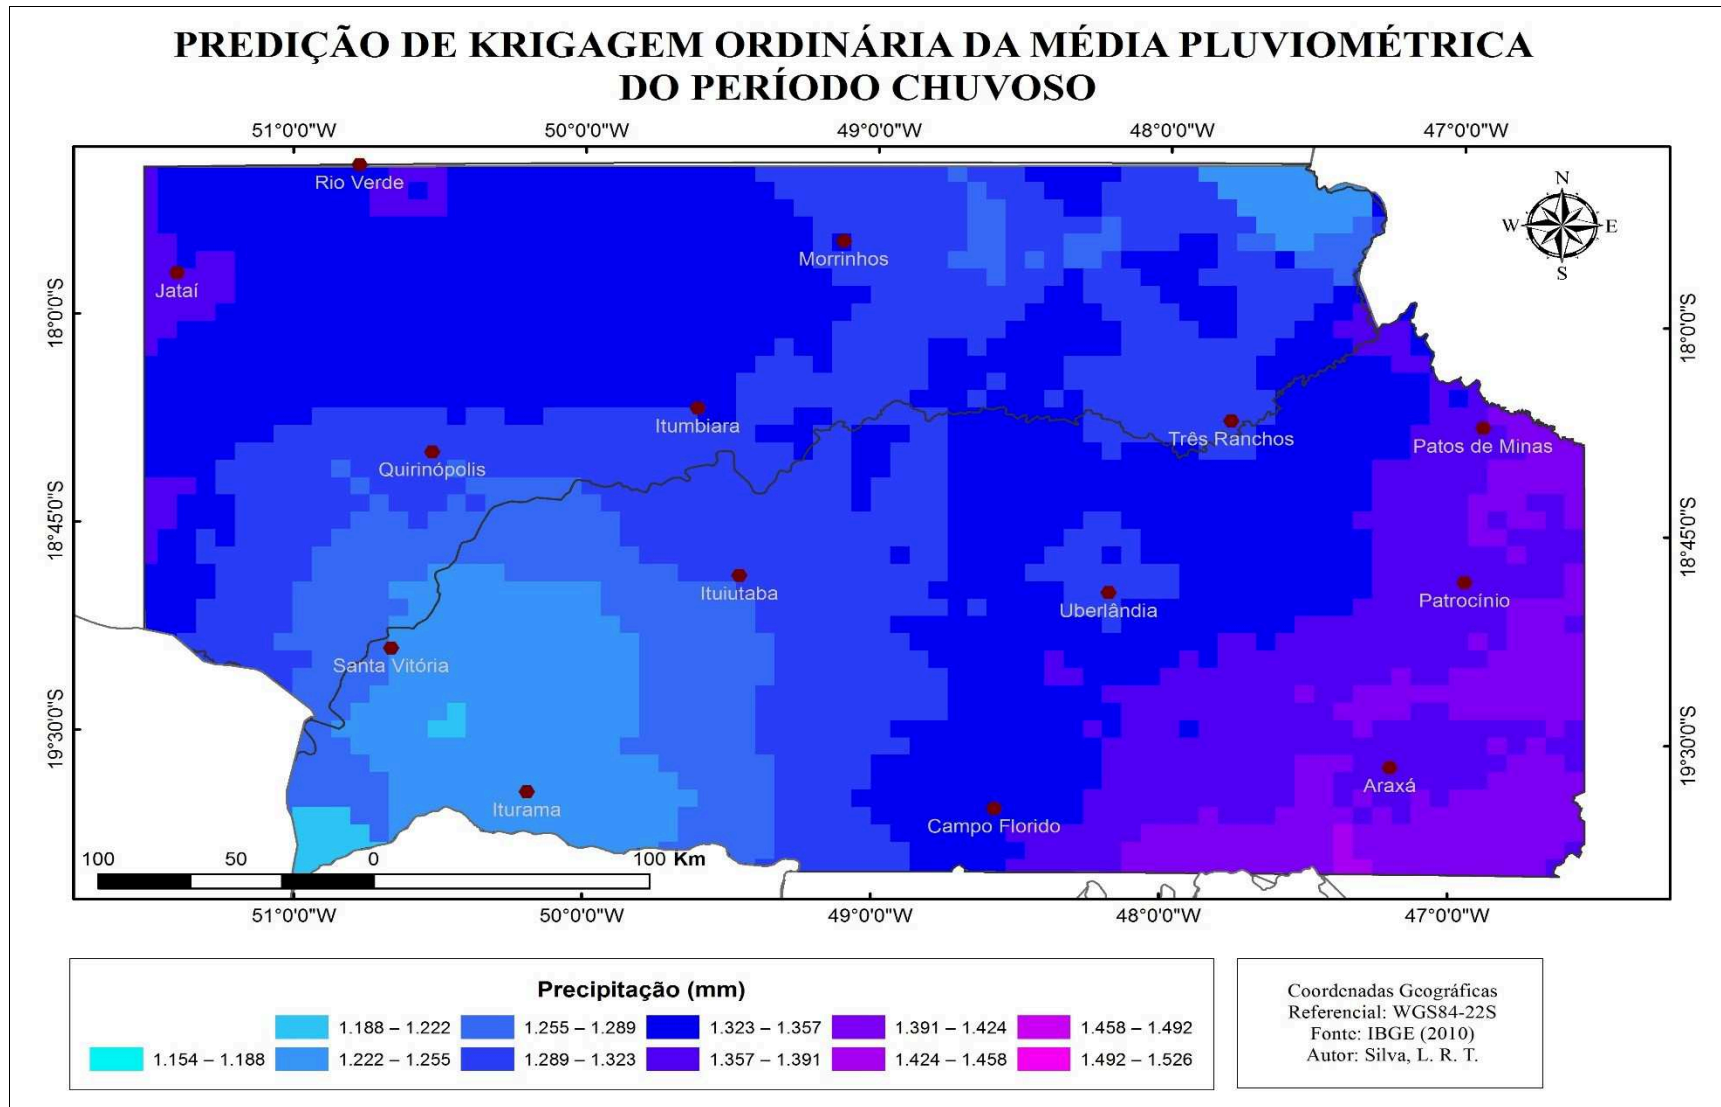 PREDIÇÃO DE KRIGAGEM ORDINÁRIA DA MÉDIA PLUVIOMÉTRICA
DO PERÍODO CHUVOSO
51°0'0"W 50°0'0"W 49°0'0"W 48°0'0"W 47°0'0"W
N
W E
S
Rio Verde
Morrinhos
Jataí
18°0'0"S 18°0'0"S
Itumbiara
Três Ranchos
Patos de Minas
Quirinópolis
18°45'0"S 18°45'0"S
Ituiutaba
Uberlândia
Patrocínio
Santa Vitória
19°30'0"S 19°30'0"S
Araxá
Iturama
Campo Florido
100 50 0 100 Km
51°0'0"W 50°0'0"W 49°0'0"W 48°0'0"W 47°0'0"W
Precipitação (mm)
1.188 – 1.222 1.255 – 1.289 1.323 – 1.357 1.391 – 1.424 1.458 – 1.492
1.154 – 1.188 1.222 – 1.255 1.289 – 1.323 1.357 – 1.391 1.424 – 1.458 1.492 – 1.526
Coordenadas Geográficas
Referencial: WGS84-22S
Fonte: IBGE (2010)
Autor: Silva, L. R. T.